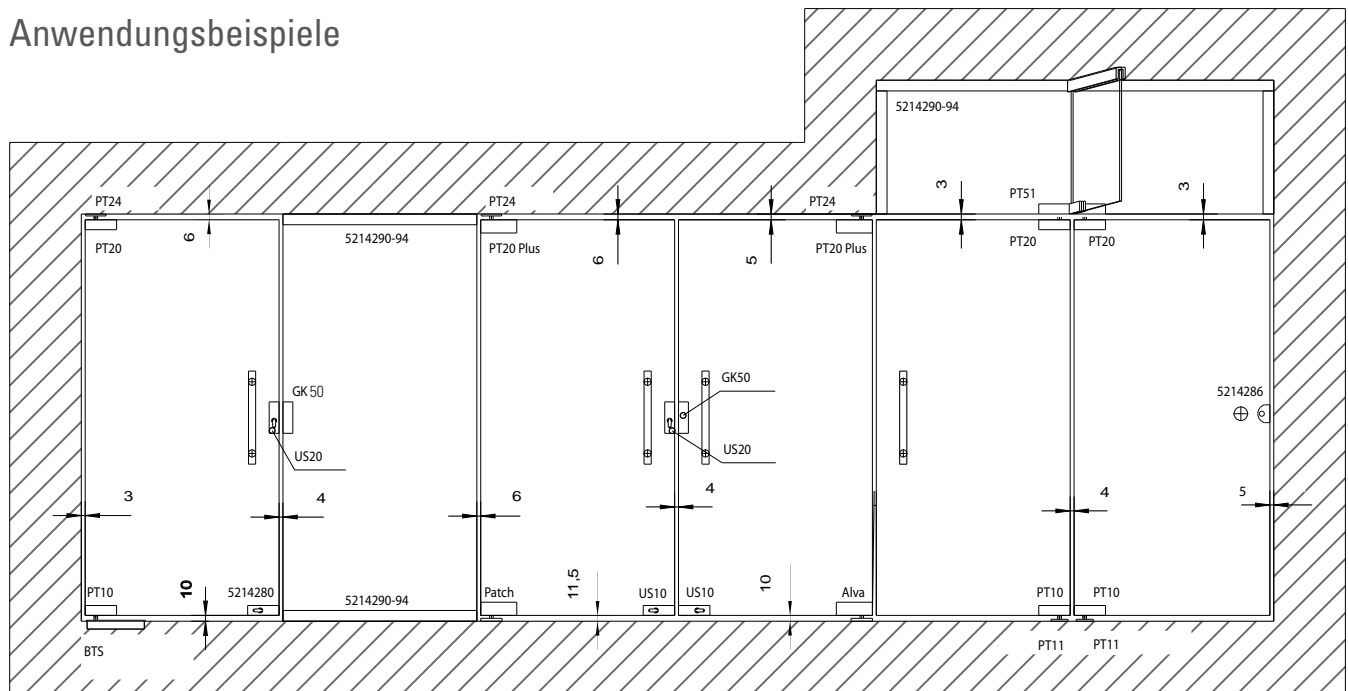 Anwendungsbeispiele
5214290-94
PT24
PT24
PT24
PT51
3
3
6
5214290-94
PT20
PT20 Plus
6
5
PT20 Plus
PT20
PT20
GK50
GK50
5214286
US20
US20
3
4
6
4
4
5
PT10
10
5214280
5214290-94
Patch
11,5
US10
US10
10
Alva
PT10
PT10
BTS
PT11
PT11